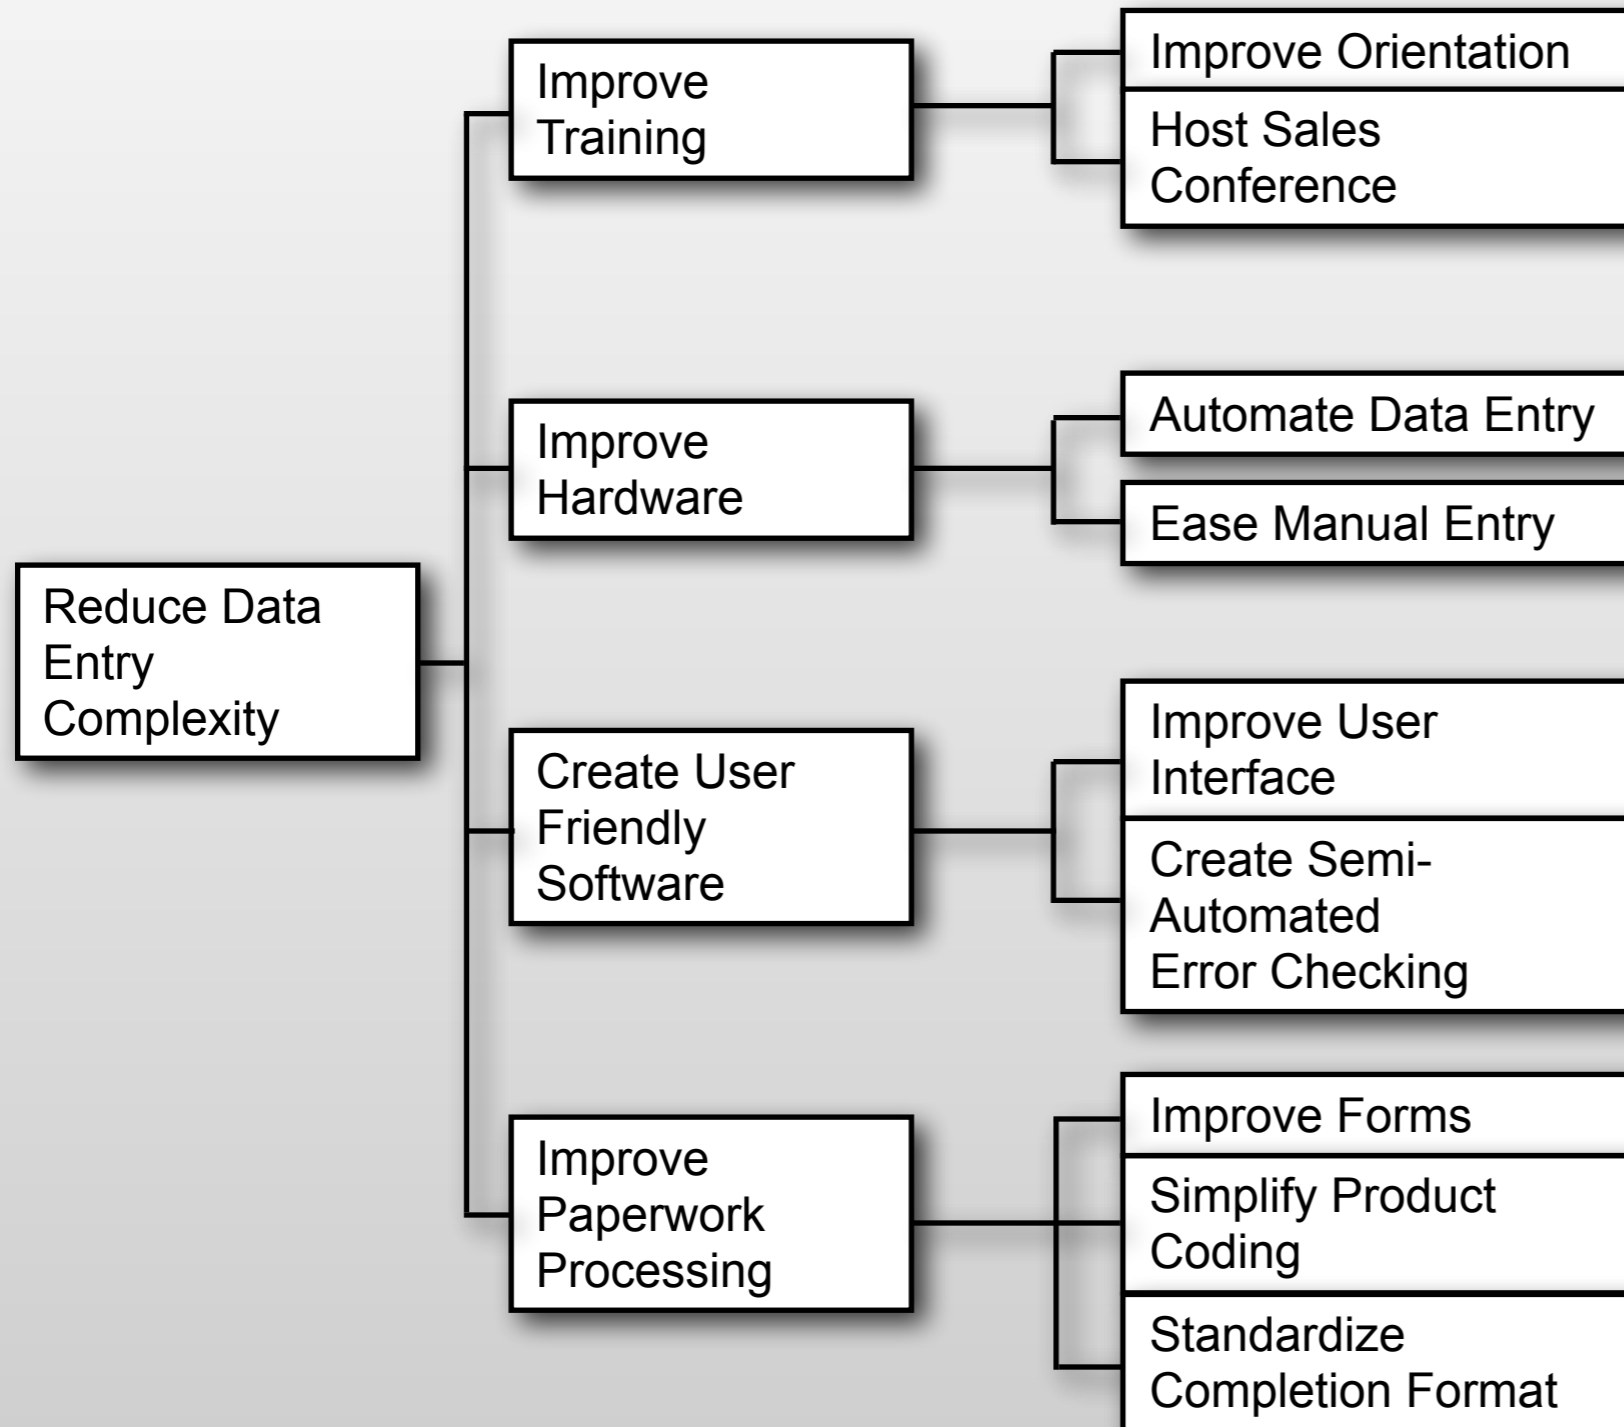 Improve
Training
Improve Orientation
Host Sales
Conference
Improve
Hardware
Automate Data Entry
Ease Manual Entry
Reduce Data
Entry
Complexity
Create User
Friendly
Software
Improve User
Interface
Create Semi-
Automated
Error Checking
Improve
Paperwork
Processing
Improve Forms
Simplify Product
Coding
Standardize
Completion Format